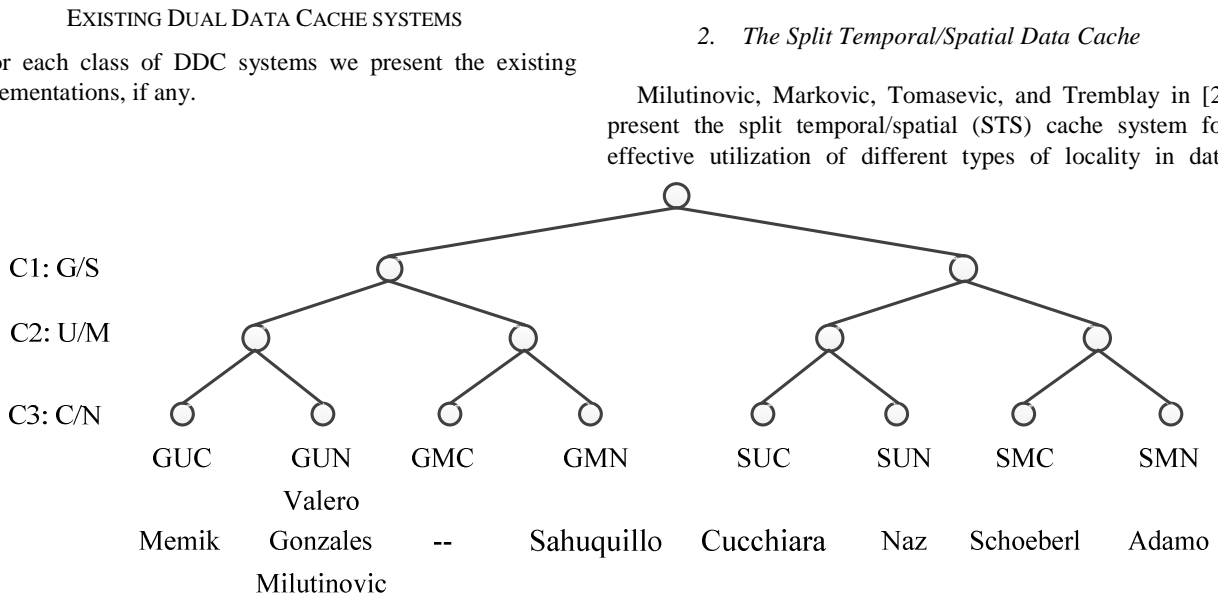 EXISTING DUAL DATA CACHE SYSTEMS
or each class of DDC systems we present the existing
ementations, if any.
2. The Split Temporal/Spatial Data Cache
Milutinovic, Markovic, Tomasevic, and Tremblay in [2
present the split temporal/spatial (STS) cache system fo
effective utilization of different types of locality in dat
C1: G/S
C2: U/M
C3: C/N
GUC GUN GMC GMN SUC SUN SMC SMN
Valero
Memik Gonzales -- Sahuquillo Cucchiara Naz Schoeberl Adamo
Milutinovic